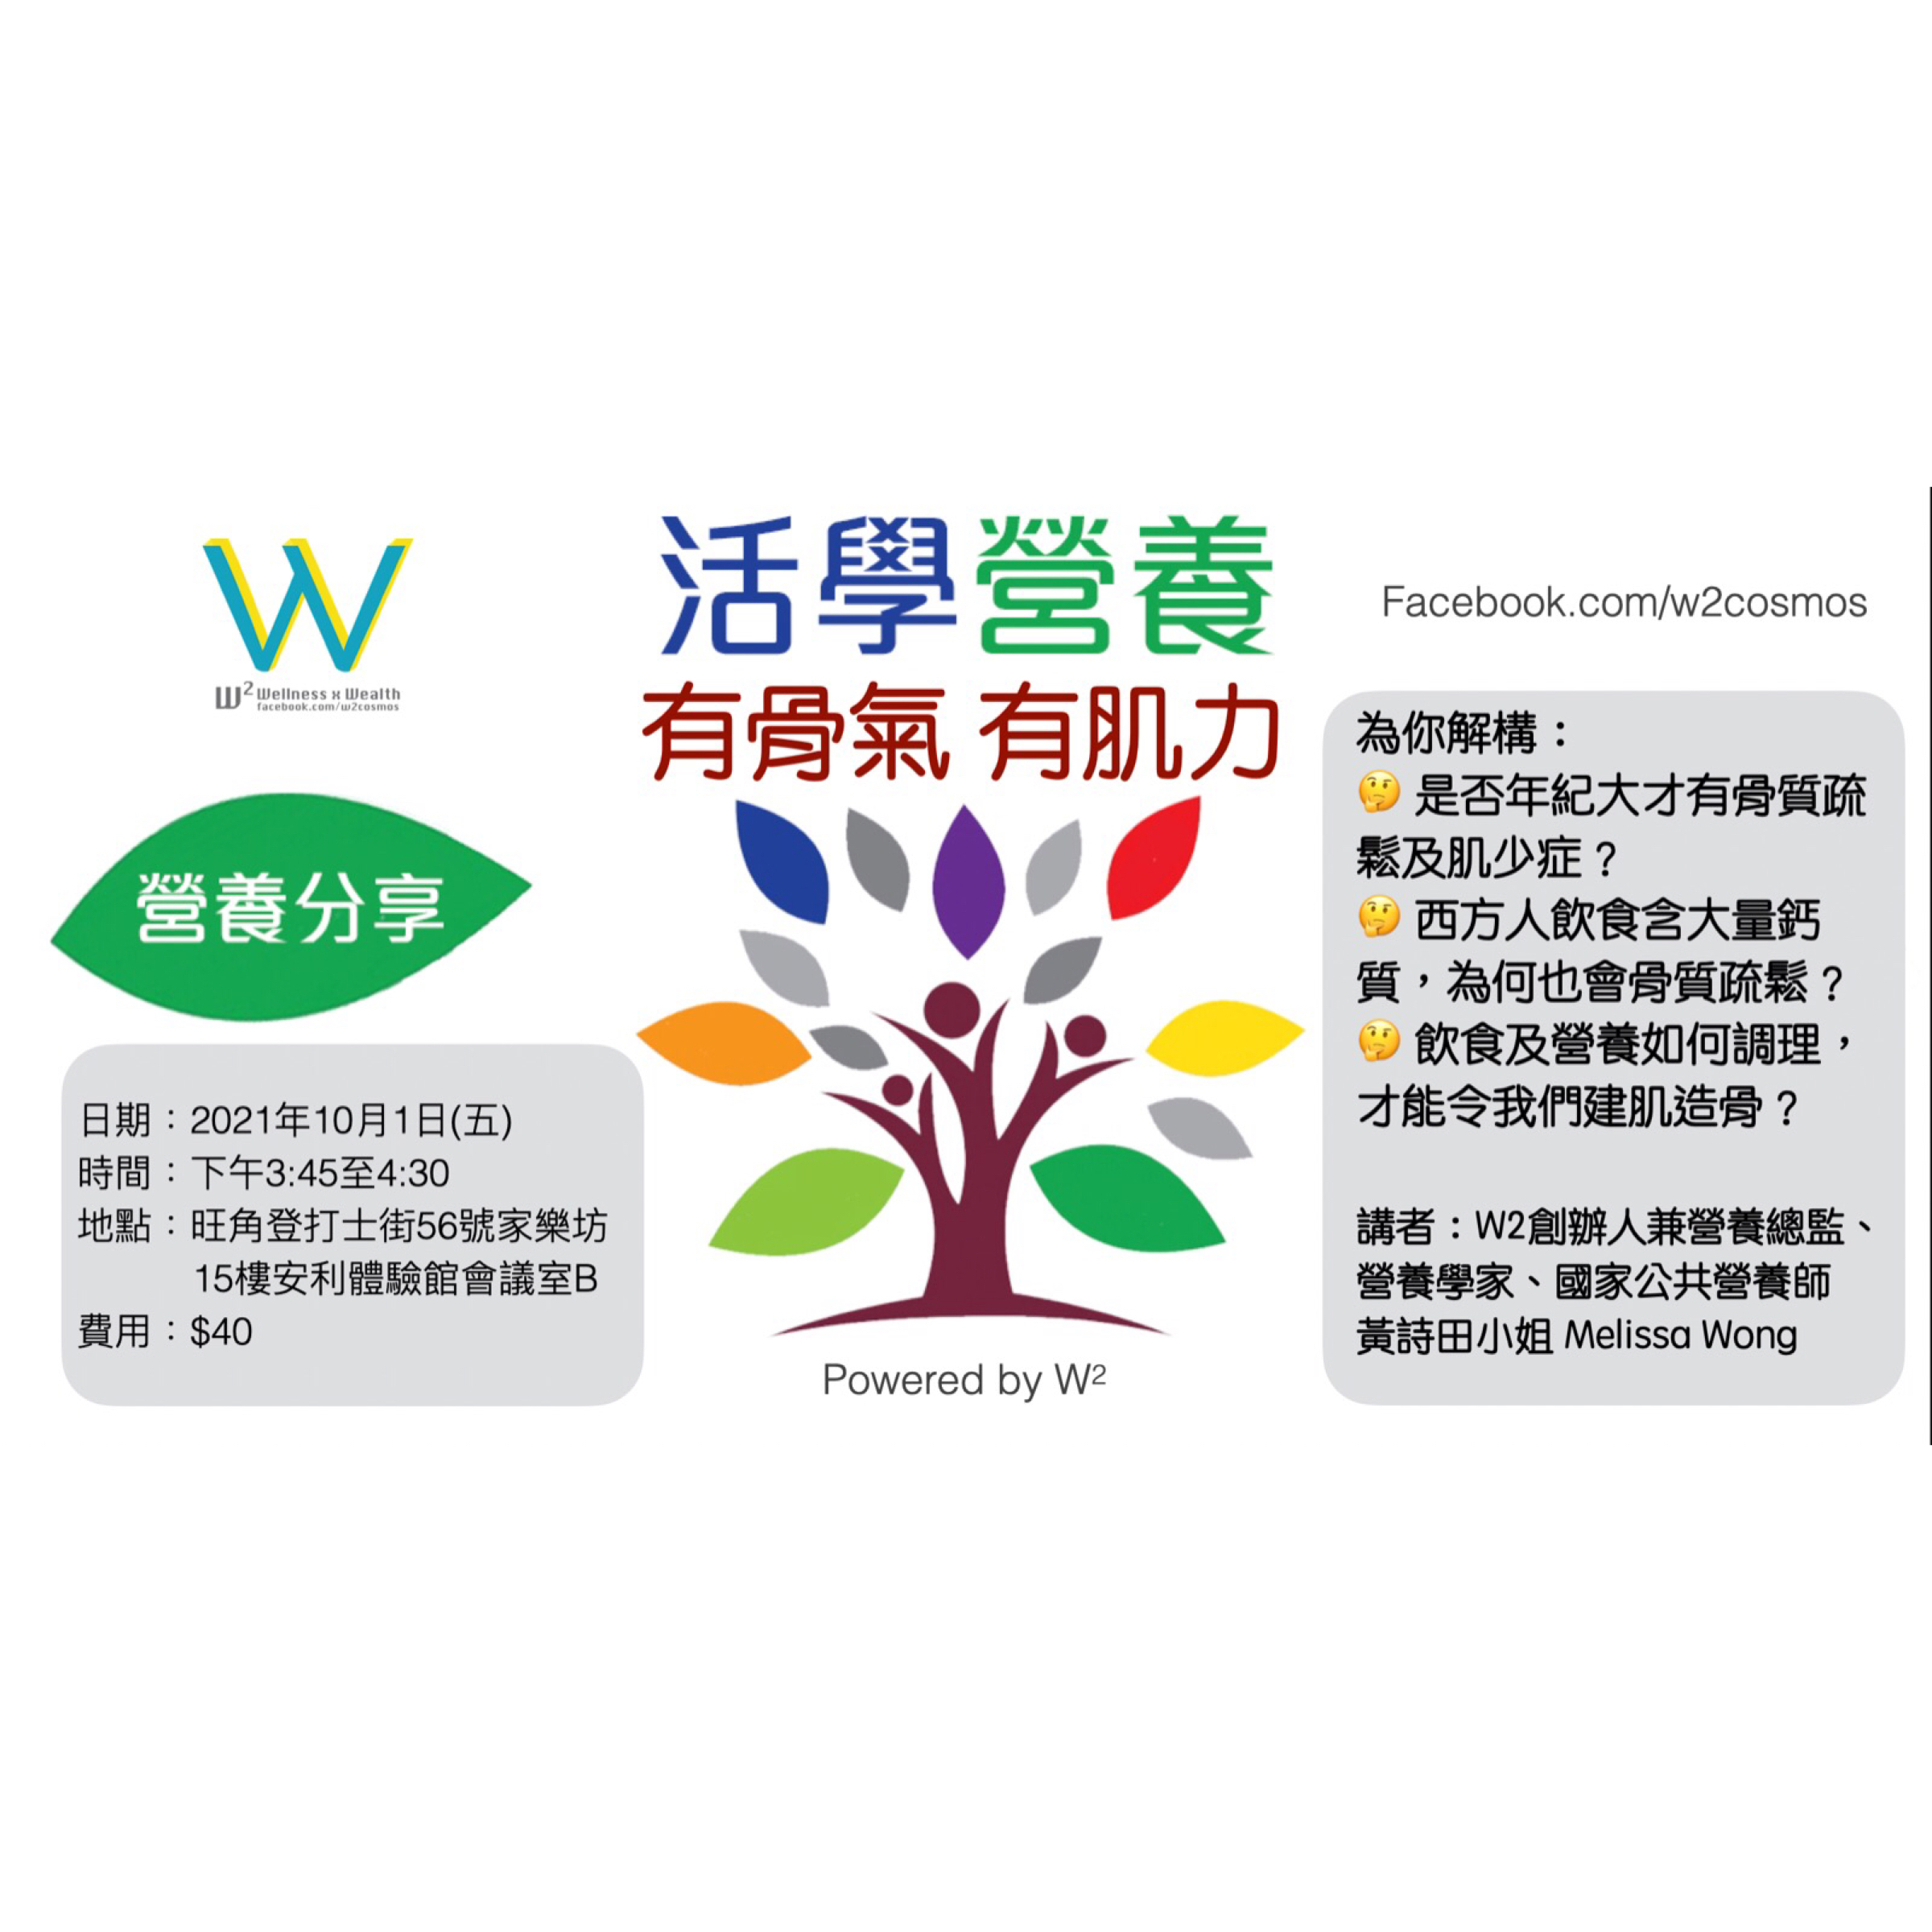 W² Wellness x Wealth
facebook.com/w2cosmos
營養分享
日期：2021年10月1日(五)
時間：下午3:45至4:30
地點：旺角登打士街56號家樂坊
15樓安利體驗館會議室B
費用：$40
活學營養
有骨氣 有肌力
Powered by W²
Facebook.com/w2cosmos
為你解構：
🤔 是否年紀大才有骨質疏
鬆及肌少症？
🤔 西方人飲食含大量鈣
質，為何也會骨質疏鬆？
🤔 飲食及營養如何調理，
才能令我們建肌造骨？
講者：W2創辦人兼營養總監、
營養學家、國家公共營養師
黃詩田小姐 Melissa Wong